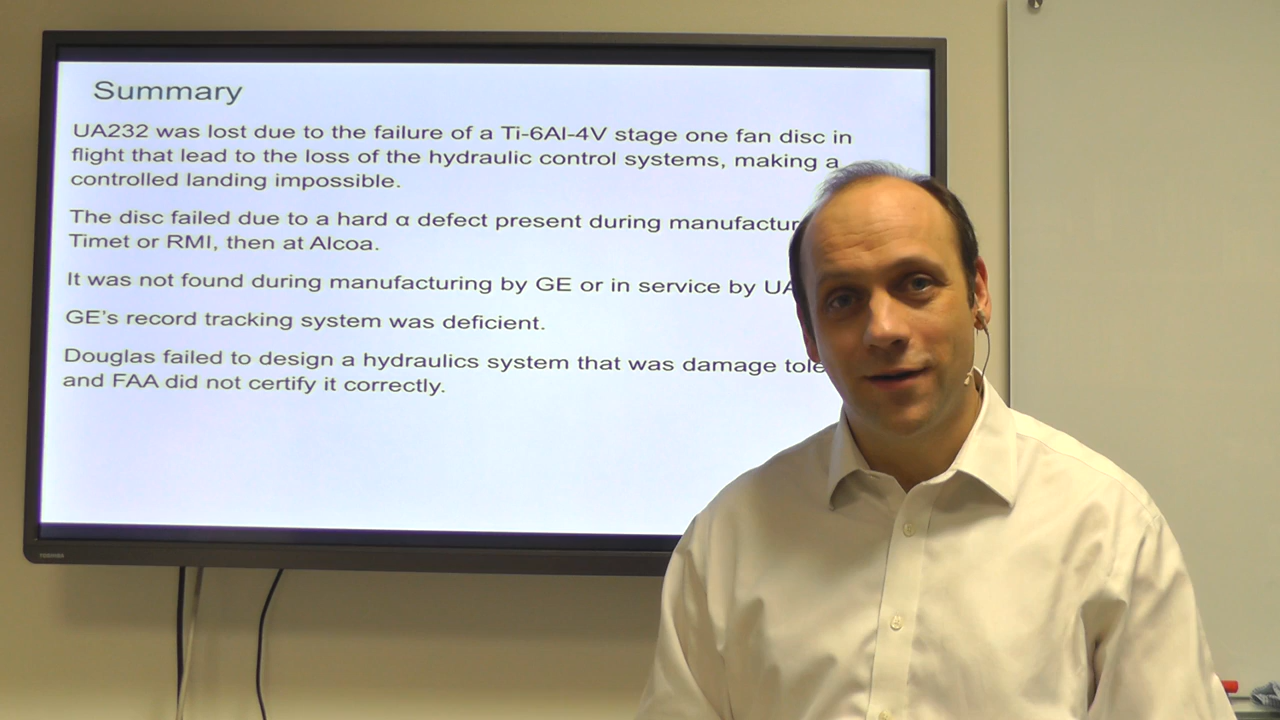 Summary
UA232 was lost due to the failure of a Ti-6Al-4V stage one fan disc in
flight that lead to the loss of the hydraulic control systems, making a
controlled landing impossible.
The disc failed due to a hard α defect present during
Timet or RMI, then at Alcoa.
It was not found during manufacturing by GE or in service by
GE's record tracking system was deficient.
Douglas failed to design a hydraulics system that was damage
and FAA did not certify it correctly.
TOSHIBA